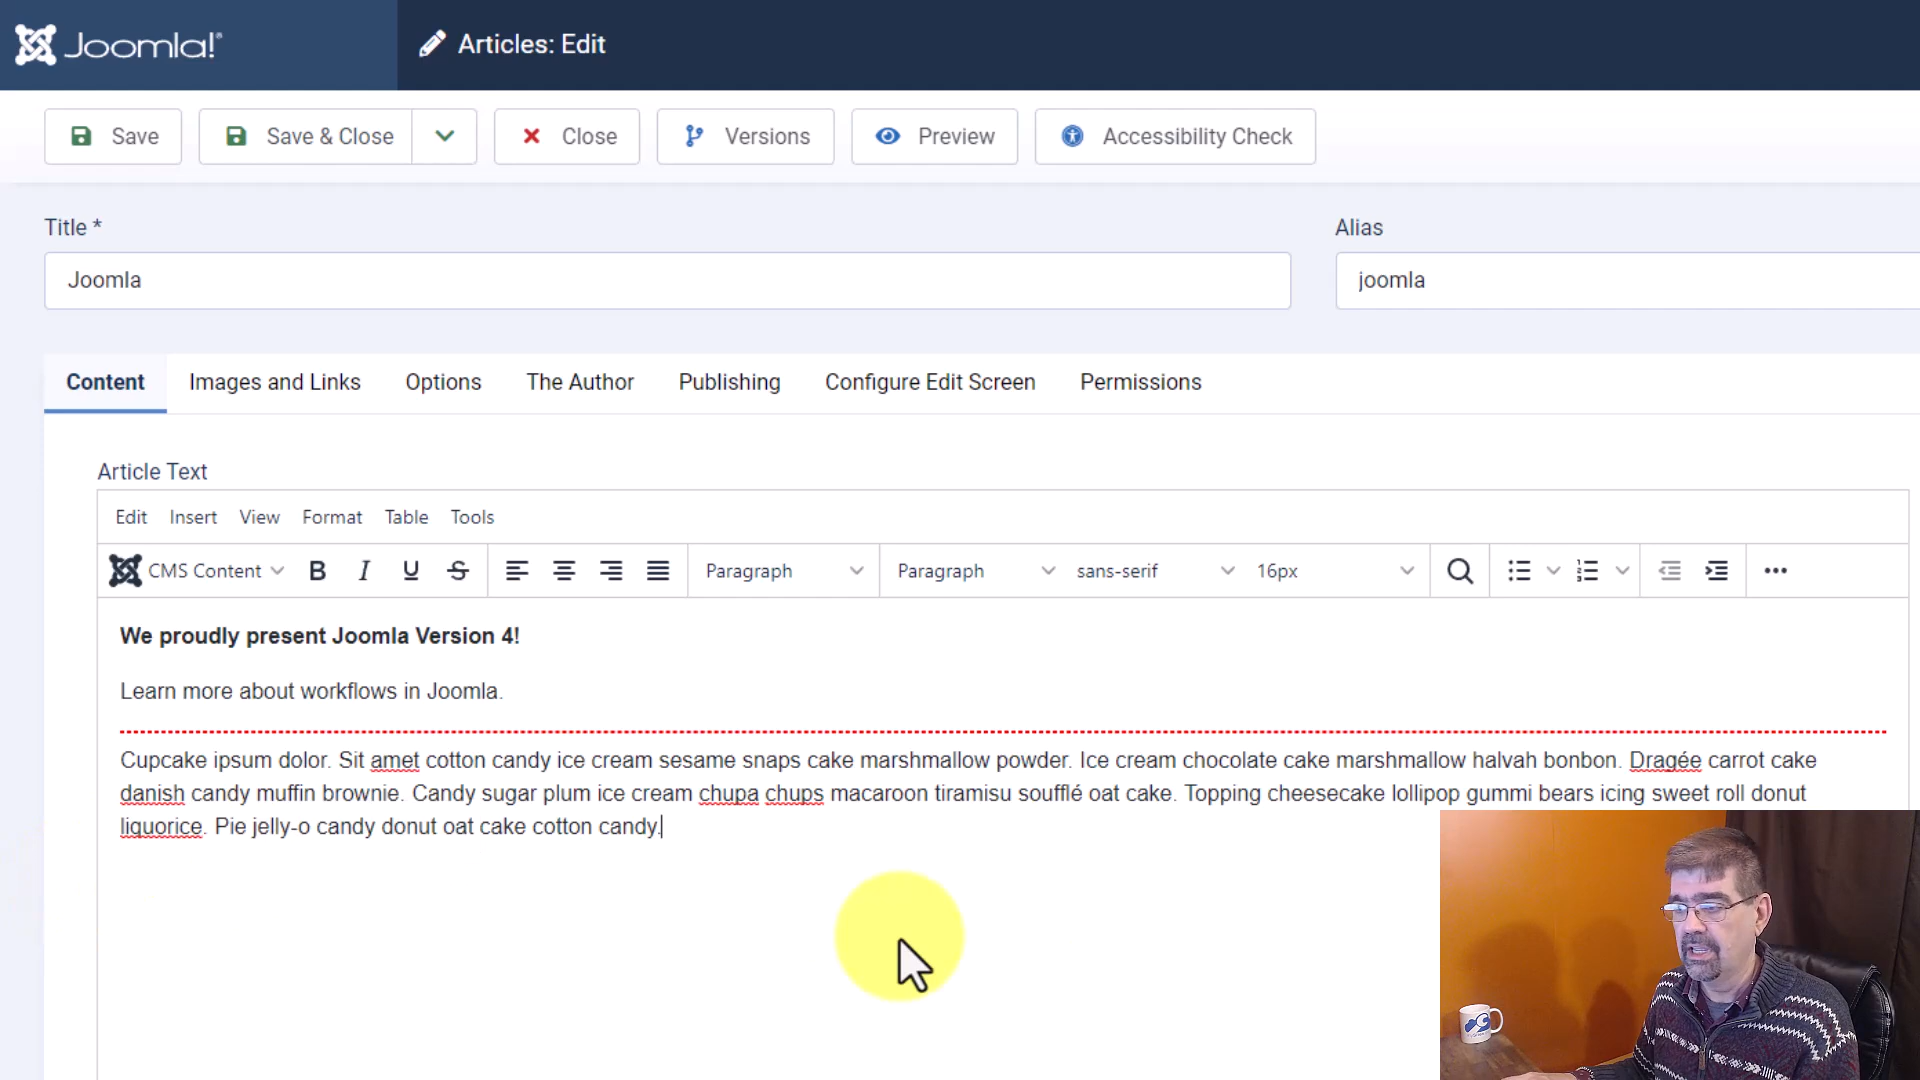 Joomla!®
Articles: Edit
Save
Save & Close
Close
Versions
Preview
Accessibility Check
Title *
Alias
Joomla
joomla
Content
Images and Links
Options
The Author
Publishing
Configure Edit Screen
Permissions
Article Text
Edit
Insert
View
Format
Table
Tools
CMS Content
B
I
U
S
Paragraph
Paragraph
sans-serif
16px
We proudly present Joomla Version 4!
Learn more about workflows in Joomla.
Cupcake ipsum dolor. Sit amet cotton candy ice cream sesame snaps cake marshmallow powder. Ice cream chocolate cake marshmallow halvah bonbon. Dragée carrot cake
danish candy muffin brownie. Candy sugar plum ice cream chupa chups macaroon tiramisu soufflé oat cake. Topping cheesecake lollipop gummi bears icing sweet roll donut
liquorice. Pie jelly-o candy donut oat cake cotton candy.